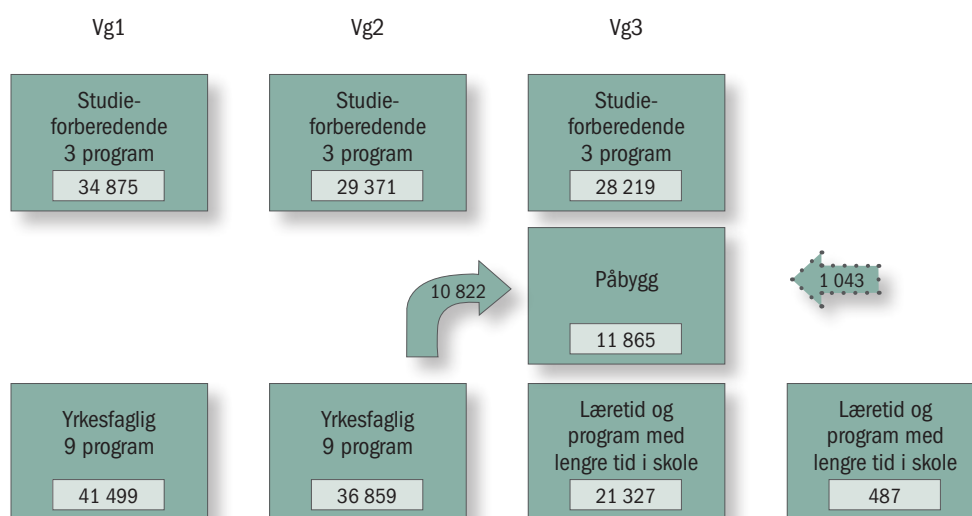 Vg1
Vg2
Vg3
Studie-
forberedende
3 program
34 875
Studie-
forberedende
3 program
29 371
Studie-
forberedende
3 program
28 219
10 822
Påbygg
11 865
1 043
Yrkesfaglig
9 program
41 499
Yrkesfaglig
9 program
36 859
Læretid og
program med
lengre tid i skole
21 327
Læretid og
program med
lengre tid i skole
487